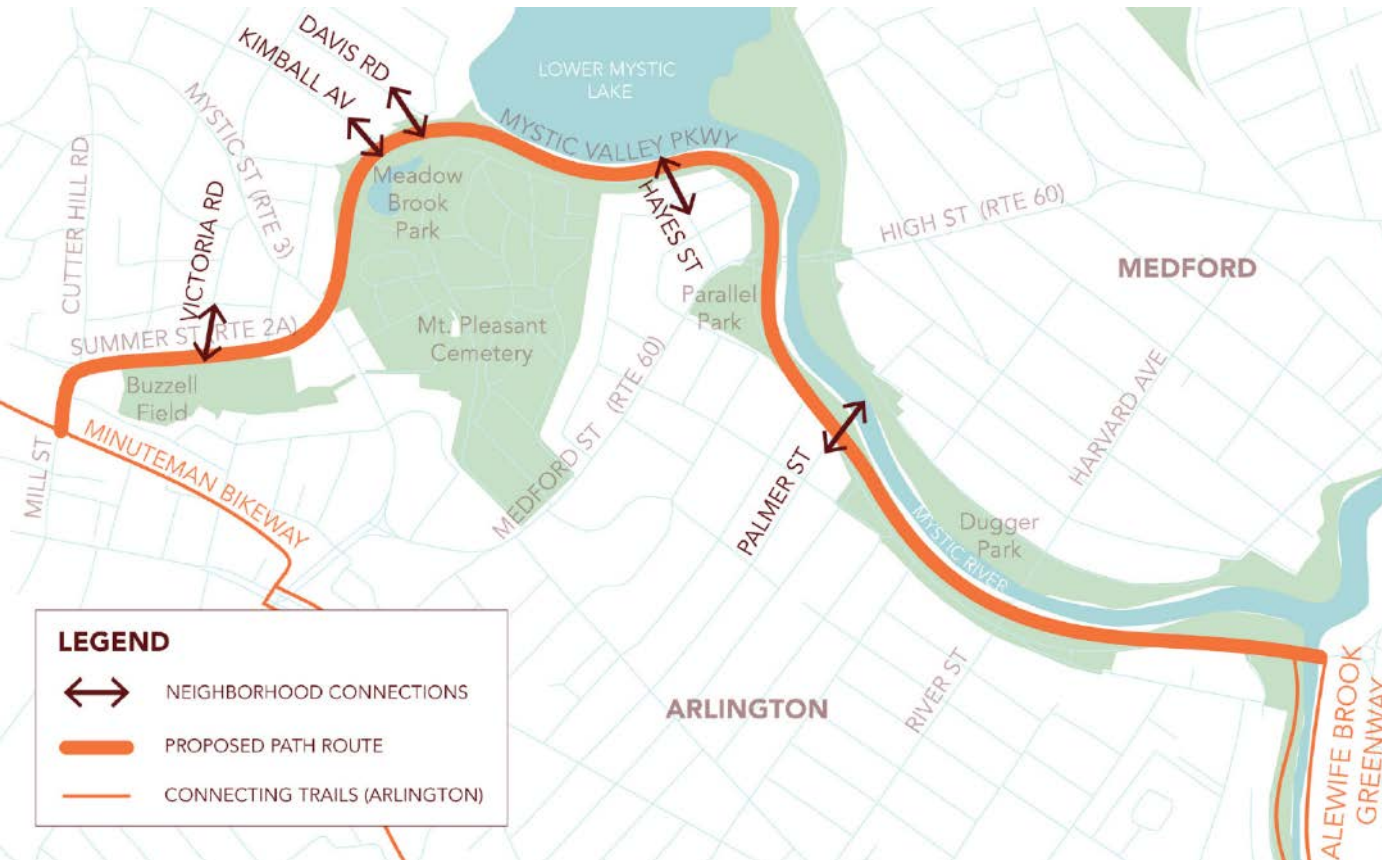 DAVIS RD
KIMBALL AV
LOWER MYSTIC
LAKE
MYSTIC ST (RTE 3)
MYSTIC VALLEY PKWY
CUTTER HILL RD
VICTORIA RD
Meadow
Brook
Park
HAYES ST
HIGH ST (RTE 60)
MEDFORD
Parallel
Park
SUMMER ST (RTE 2A)
Mt. Pleasant
Cemetery
Buzzell
Field
MEDFORD ST (RTE 60)
HARVARD AVE
MILL ST
MINUTEMAN BIKEWAY
PALMER ST
MYSTIC RIVER
Dugger
Park
LEGEND
NEIGHBORHOOD CONNECTIONS
PROPOSED PATH ROUTE
CONNECTING TRAILS (ARLINGTON)
ARLINGTON
RIVER ST
ALEWIFE BROOK
GREENWAY